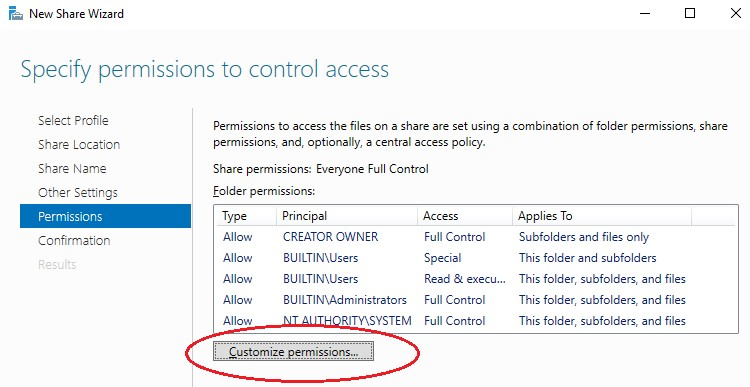 New Share Wizard
Specify permissions to control access
Select Profile
Share Location
Share Name
Other Settings
Permissions
Confirmation
Results
Permissions to access the files on a share are set using a combination of folder permissions, share
permissions, and, optionally, a central access policy.
Share permissions: Everyone Full Control
Folder permissions:
Type Principal Access Applies To
Allow CREATOR OWNER Full Control Subfolders and files only
Allow BUILTIN\Users Special This folder and subfolders
Allow BUILTIN\Users Read & execu... This folder, subfolders, and files
Allow BUILTIN\Administrators Full Control This folder, subfolders, and files
Allow NT AUTHORITY\SYSTEM Full Control This folder, subfolders, and files
Customize permissions...